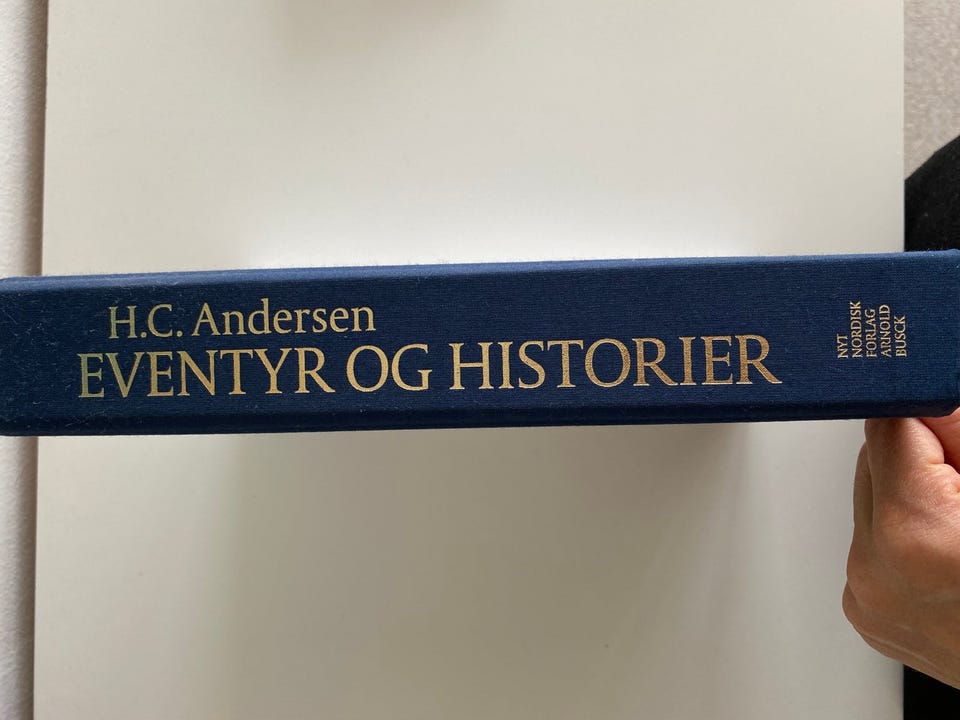 H.C. Andersen
EVENTYR OG HISTORIER
NYT
NORDISK
FORLAG
ARNOLD
BUSCK